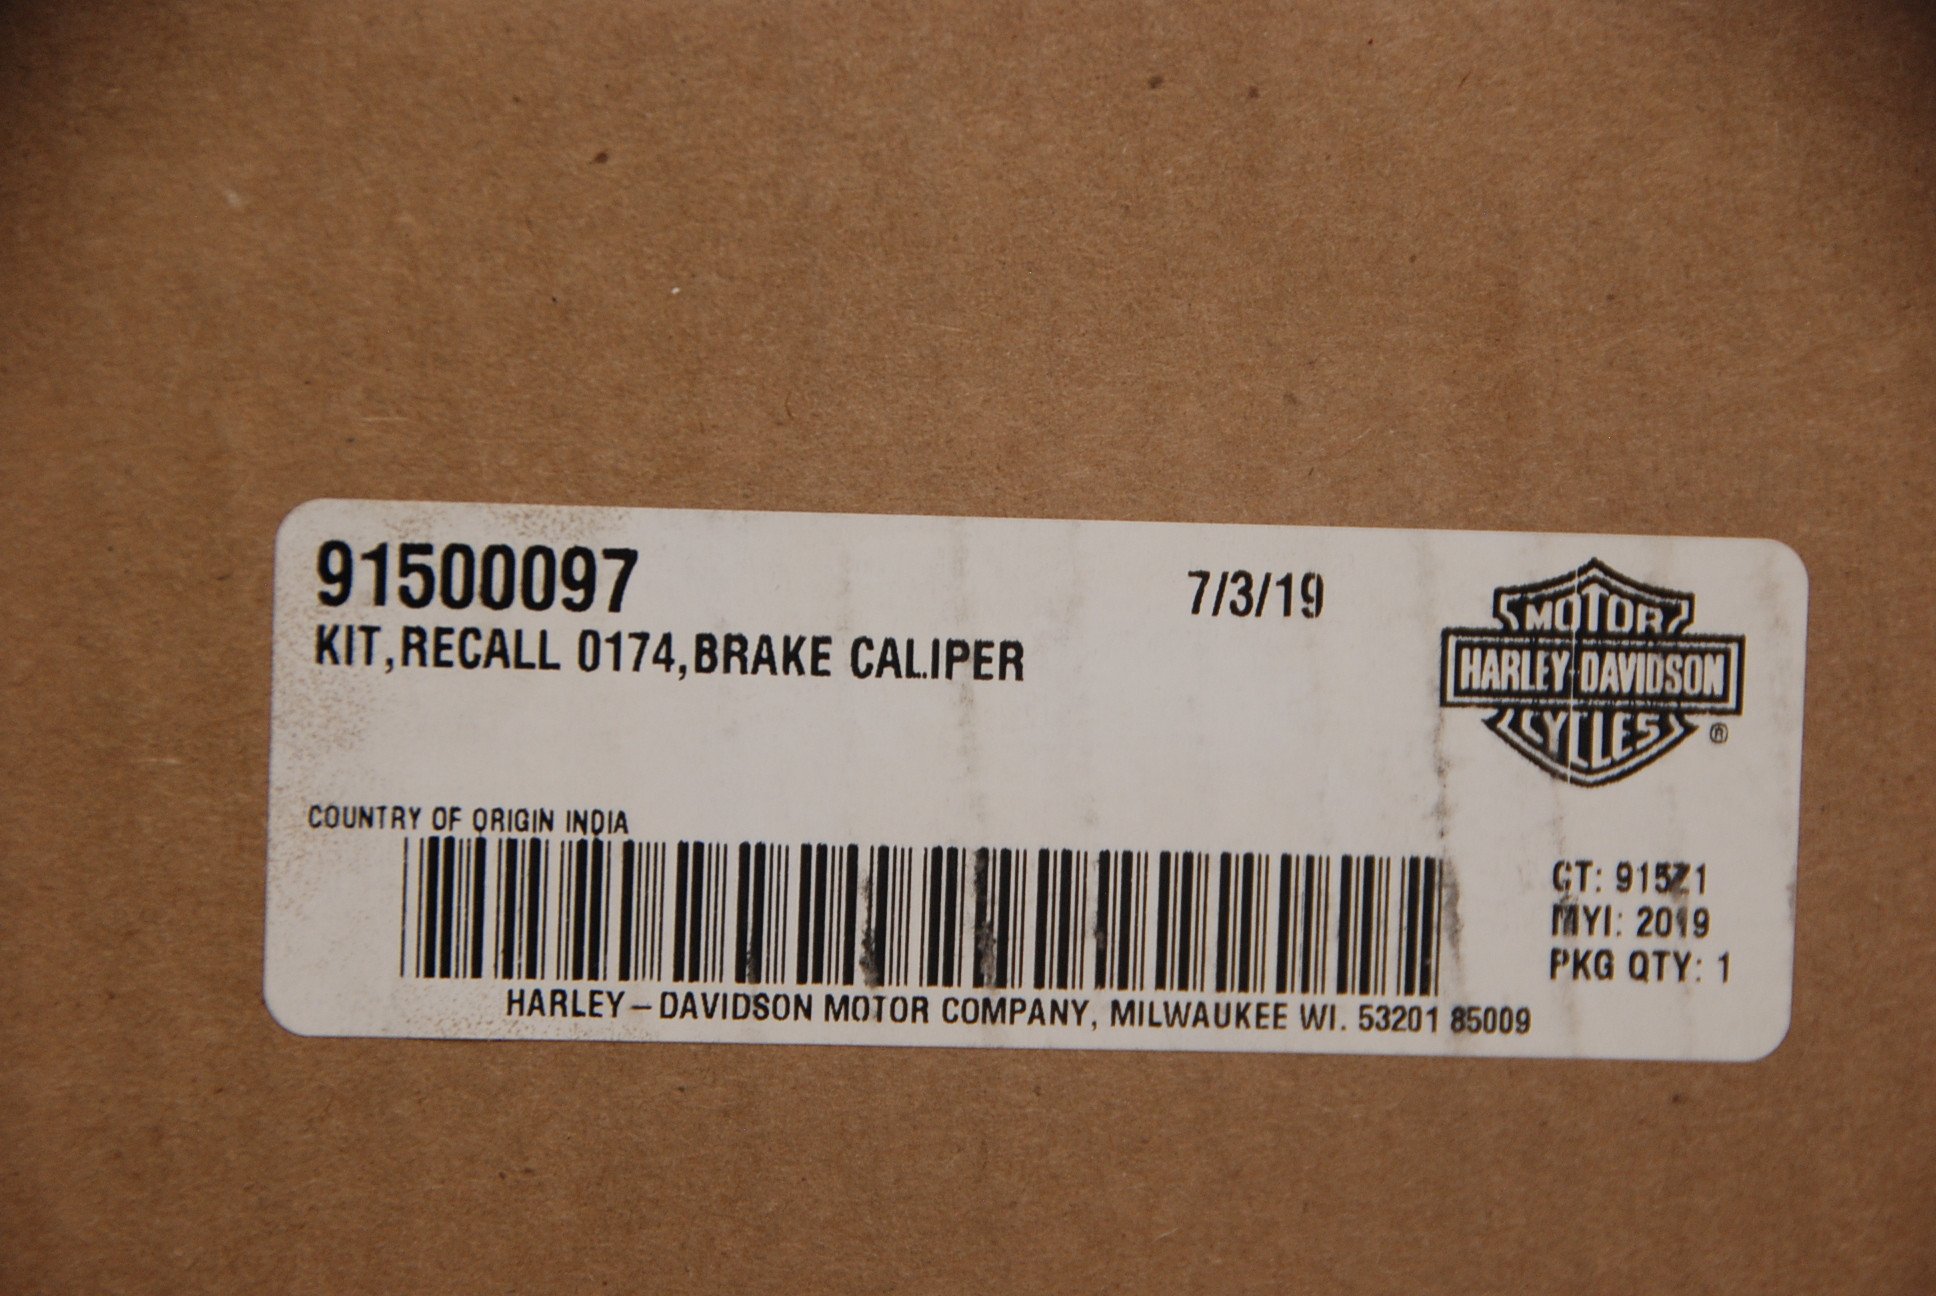 91500097
7/3/19
KIT,RECALL 0174,BRAKE CALIPER
MOTOR
HARLEY-DAVIDSON
CYCLES
®
COUNTRY OF ORIGIN INDIA
CT: 915Z1
MYI: 2019
PKG QTY: 1
HARLEY-DAVIDSON MOTOR COMPANY, MILWAUKEE WI. 53201 85009